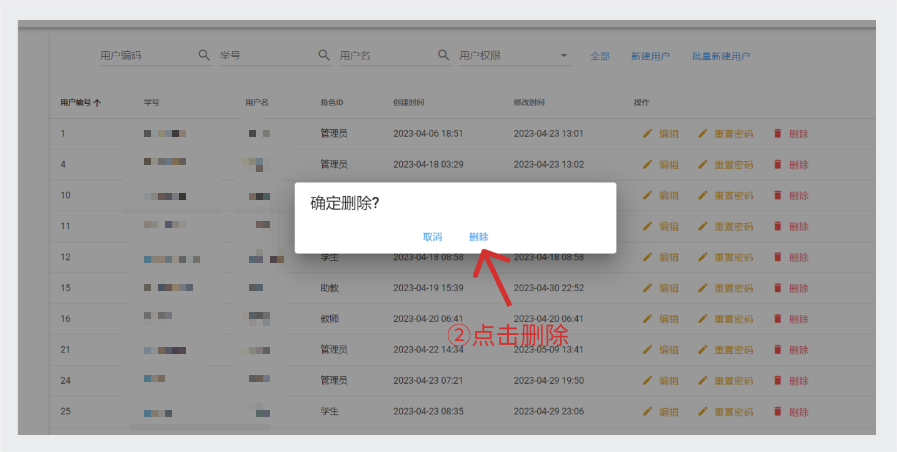 用户编码 学号 用户名 用户权限 全部 新建用户 批量新建用户
用户编号 学号 用户名 角色ID 创建时间 修改时间 操作
1 管理员 2023-04-06 18:51 2023-04-23 13:01 编辑 重置密码 删除
4 管理员 2023-04-18 03:29 2023-04-23 13:02 编辑 重置密码 删除
10 编辑 重置密码 删除
确定删除?
11 编辑 重置密码 删除
取消 删除
12 学生 2023-04-18 08:58 2023-04-18 08:58 编辑 重置密码 删除
15 助教 2023-04-19 15:39 2023-04-30 22:52 编辑 重置密码 删除
16 教师 2023-04-20 06:41 2023-04-20 06:41 编辑 重置密码 删除
②点击删除
21 管理员 2023-04-22 14:34 2023-05-09 13:41 编辑 重置密码 删除
24 管理员 2023-04-23 07:21 2023-04-29 19:50 编辑 重置密码 删除
25 学生 2023-04-23 08:35 2023-04-29 23:06 编辑 重置密码 删除